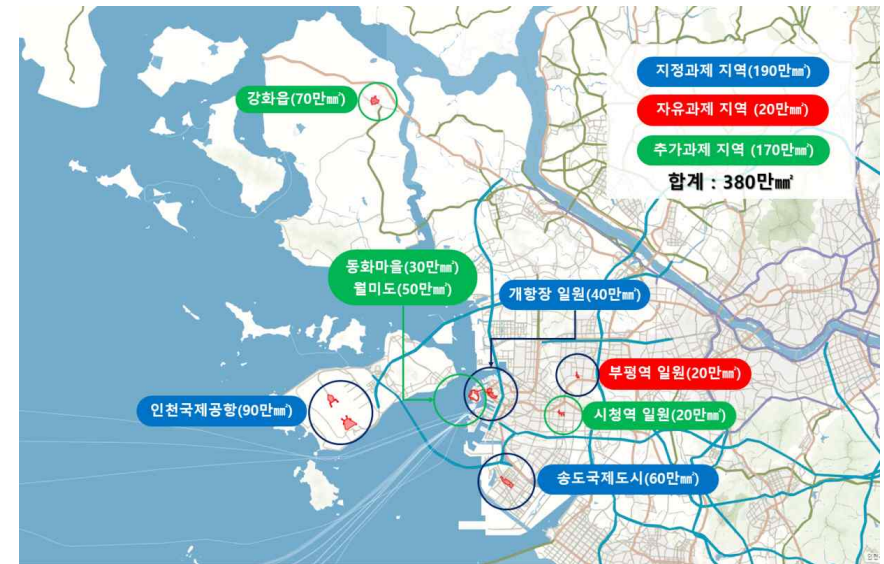 지정과제 지역(190만㎟)
자유과제 지역 (20만㎟)
추가과제 지역 (170만㎟)
합계 : 380만㎟
강화읍(70만㎟)
동화마을(30만㎟)
월미도(50만㎟)
개항장 일원(40만㎟)
부평역 일원(20만㎟)
인천국제공항(90만㎟)
시청역 일원(20만㎟)
송도국제도시(60만㎟)